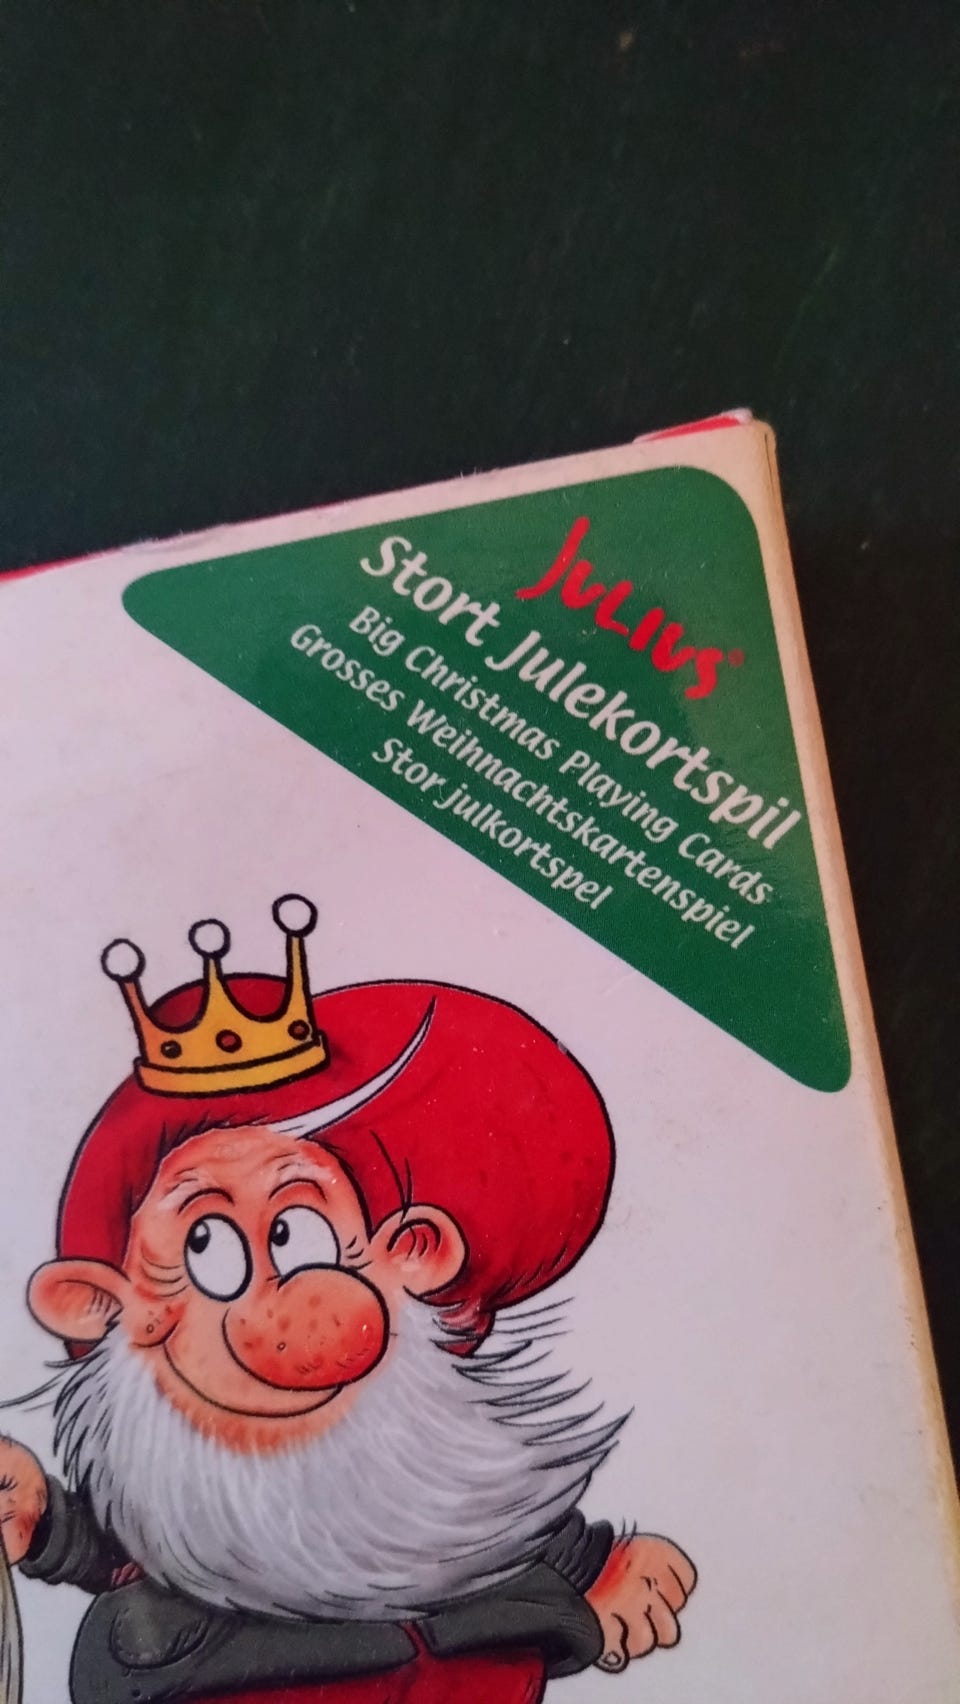 JULIUS®
Stort Julekortspil
Big Christmas Playing Cards
Grosses Weihnachtskartenspiel
Stor julkortspel